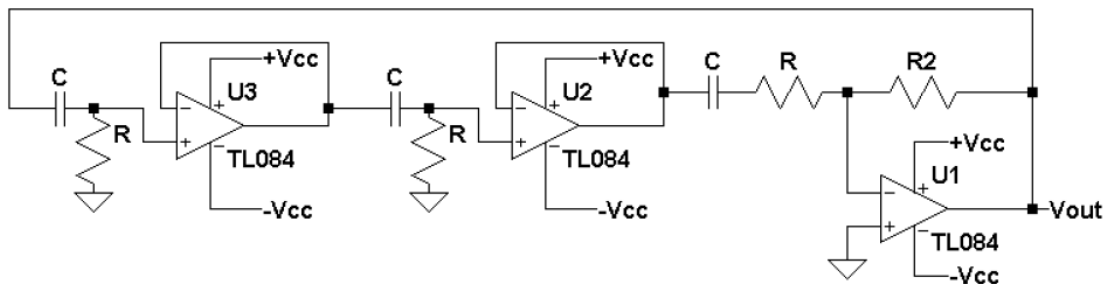 C
R
+Vcc
U3
TL084
-Vcc
C
R
+Vcc
U2
TL084
-Vcc
C
R
R2
+Vcc
U1
TL084
-Vcc
Vout